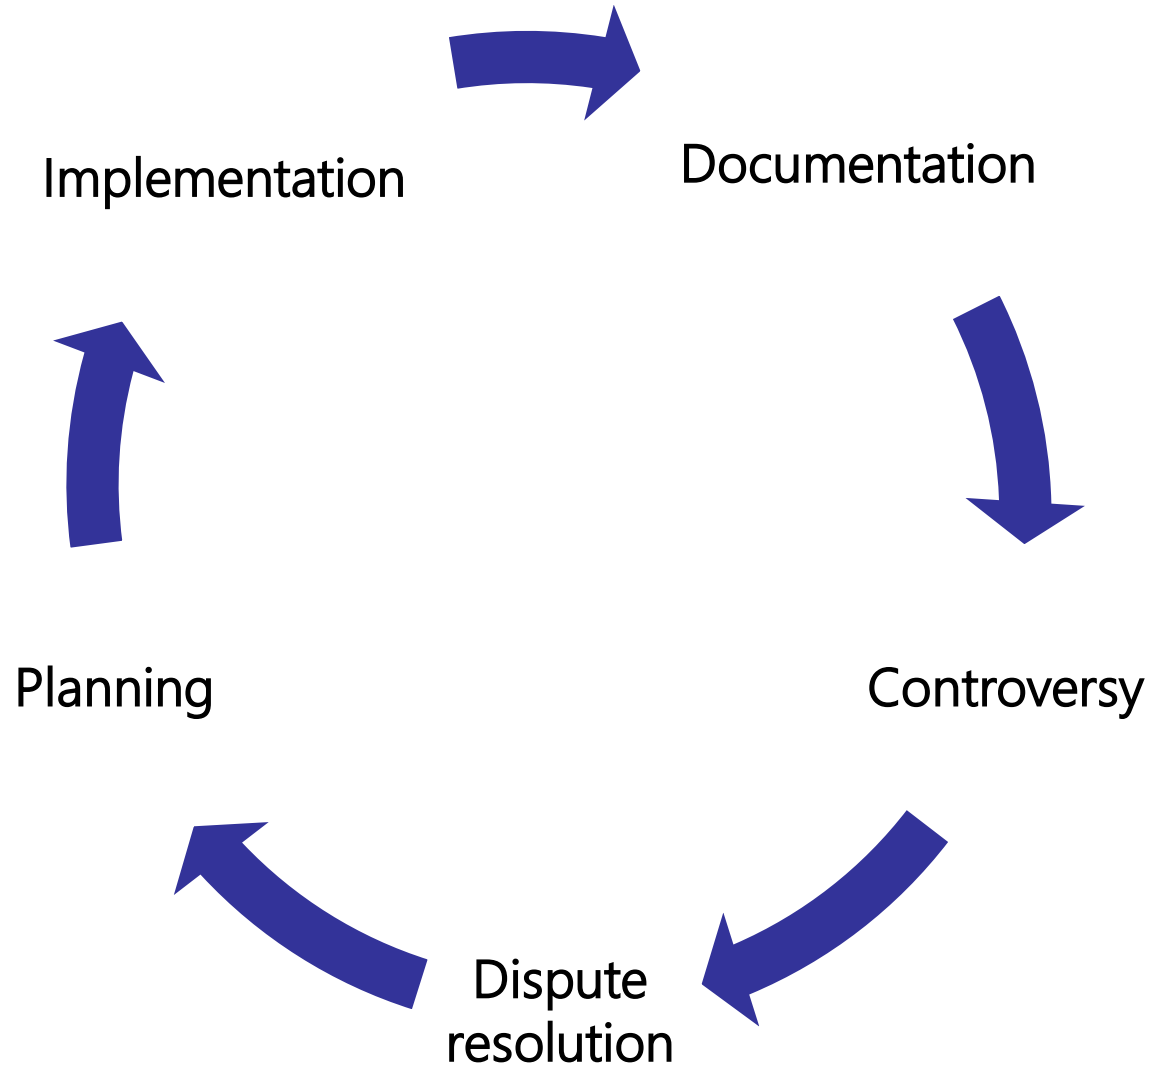 Implementation
Documentation
Planning
Controversy
Dispute
resolution